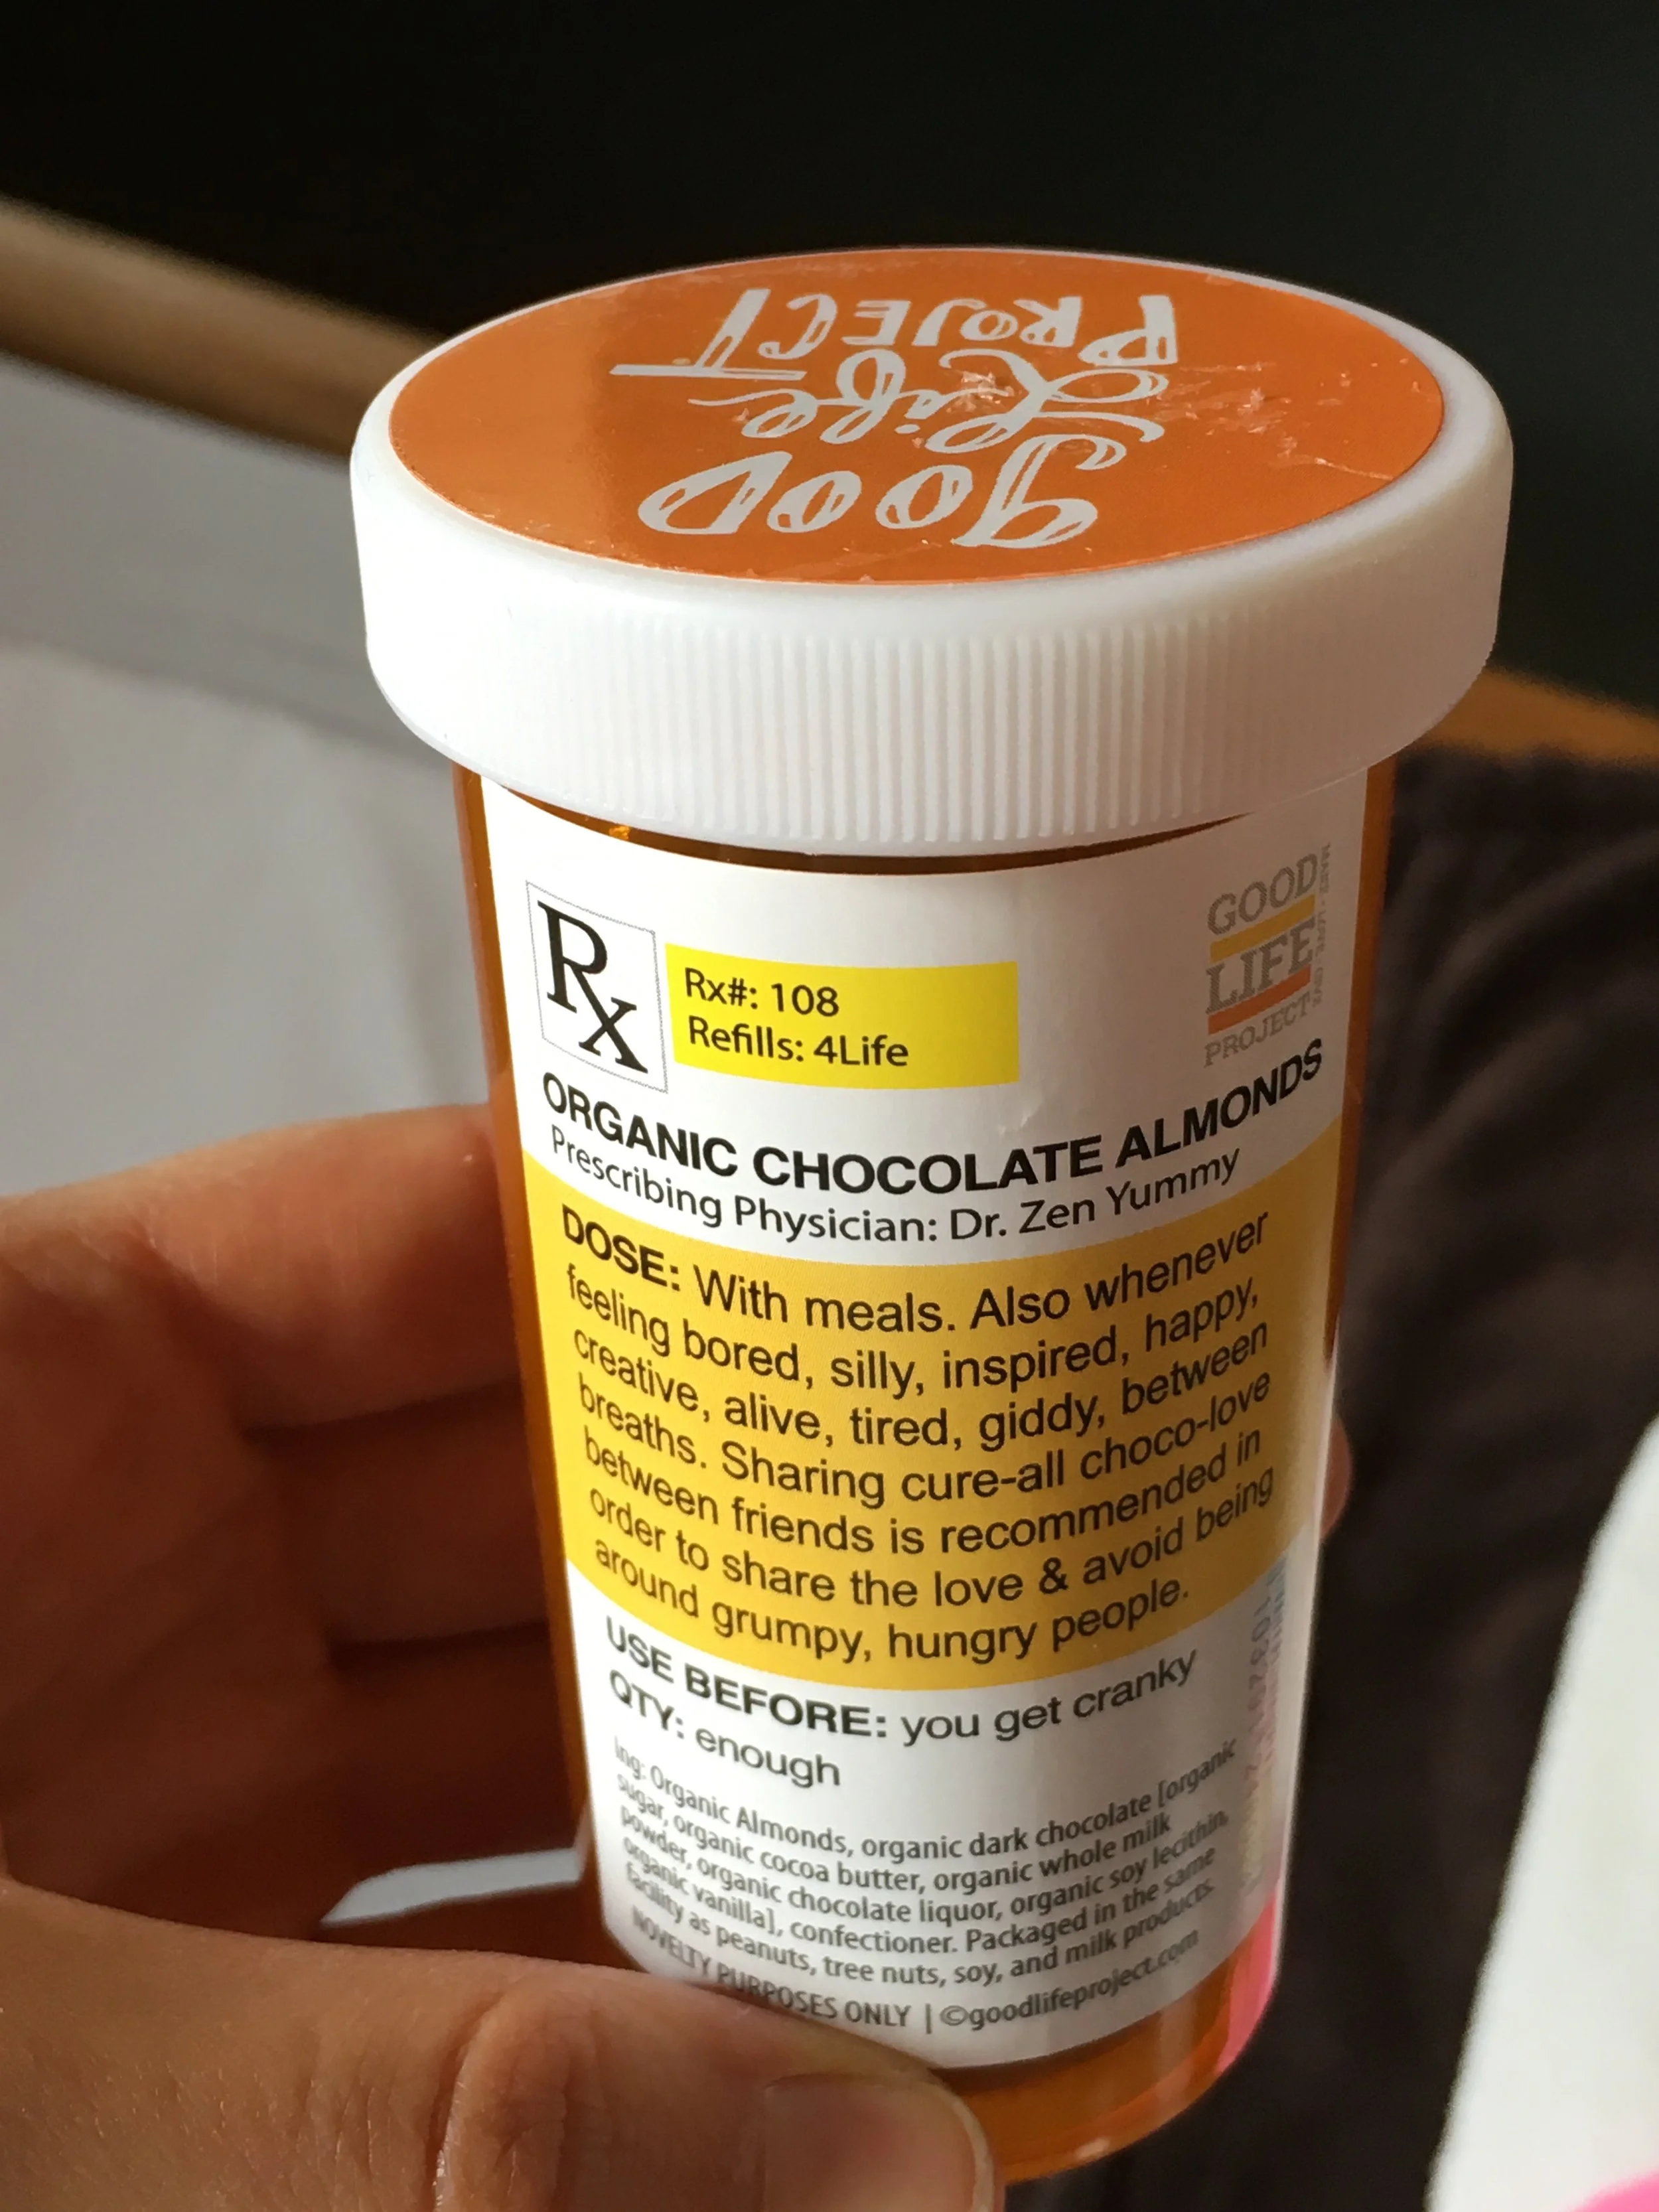 good
Life
PROJECT
Rx
Rx#: 108
Refills: 4Life
GOOD
LIFE
PROJECT
ORGANIC CHOCOLATE ALMONDS
Prescribing Physician: Dr. Zen Yummy
DOSE: With meals. Also whenever
feeling bored, silly, inspired, happy,
creative, alive, tired, giddy, between
breaths. Sharing cure-all choco-love
between friends is recommended in
order to share the love & avoid being
around grumpy, hungry people.
USE BEFORE: you get cranky
QTY: enough
Ing: Organic Almonds, organic dark chocolate [organic
sugar, organic cocoa butter, organic whole milk
powder, organic chocolate liquor, organic soy lecithin,
organic vanilla], confectioner. Packaged in the same
facility as peanuts, tree nuts, soy, and milk products.
NOVELTY PURPOSES ONLY | ©goodlifeproject.com